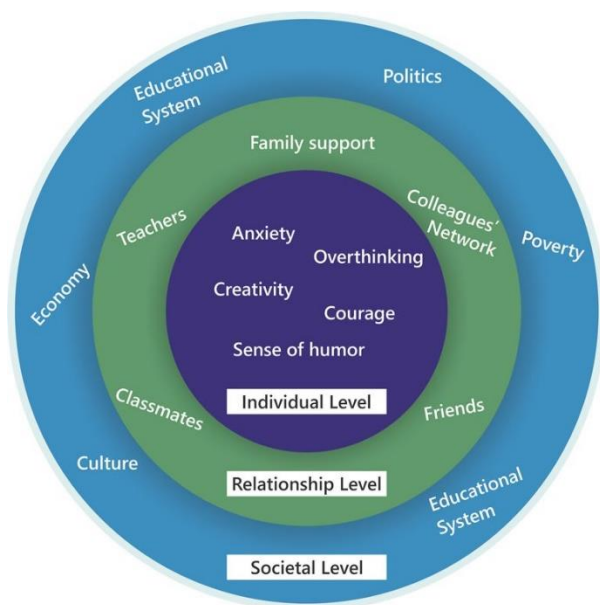 Educational
System
Politics
Family support
Teachers
Colleagues'
Network
Anxiety
Overthinking
Poverty
Economy
Creativity
Courage
Sense of humor
Individual Level
Classmates
Friends
Culture
Relationship Level
Educational
System
Societal Level